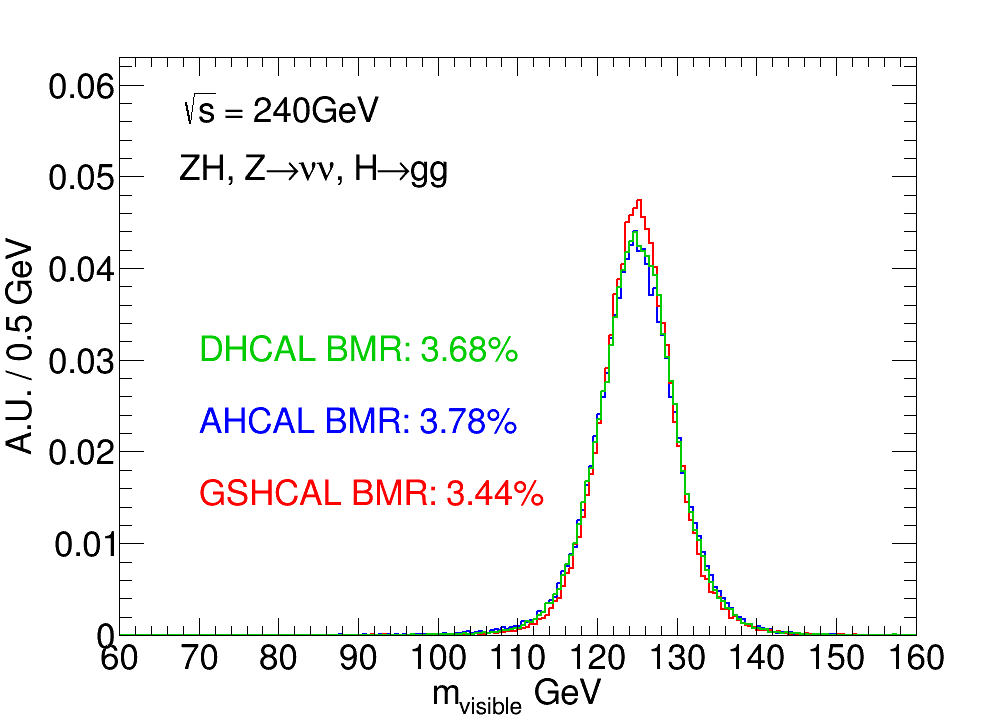 √s = 240GeV
ZH, Z→νν, H→gg
DHCAL BMR: 3.68%
AHCAL BMR: 3.78%
GSHCAL BMR: 3.44%
A.U. / 0.5 GeV
0.06
0.05
0.04
0.03
0.02
0.01
0
60 70 80 90 100 110 120 130 140 150 160
m_visible GeV